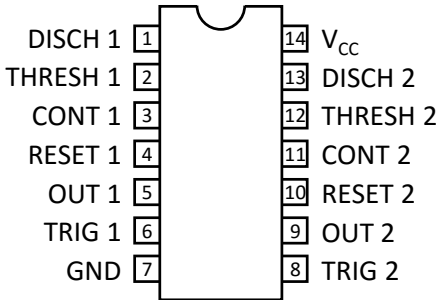 DISCH 1 1 14 V_CC
THRESH 1 2 13 DISCH 2
CONT 1 3 12 THRESH 2
RESET 1 4 11 CONT 2
OUT 1 5 10 RESET 2
TRIG 1 6 9 OUT 2
GND 7 8 TRIG 2